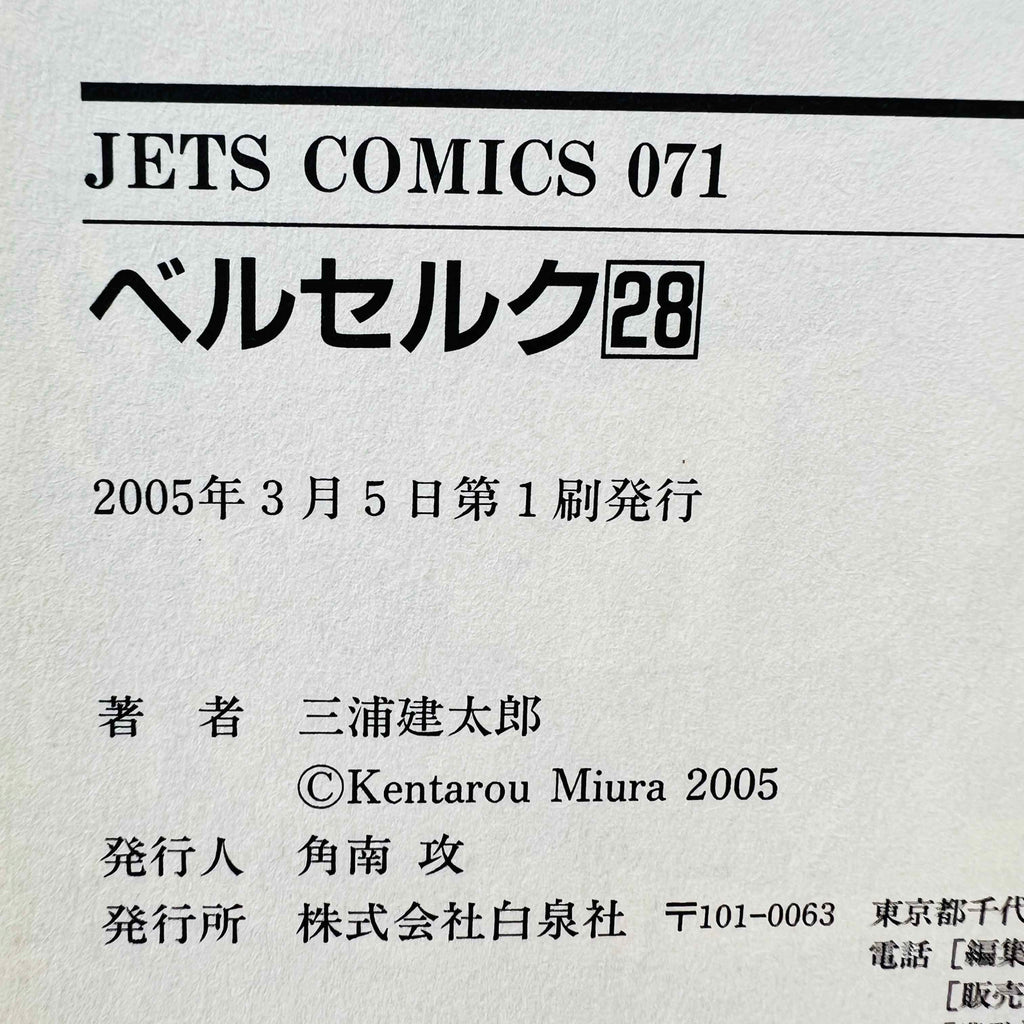 JETS COMICS 071
ベルセルク28
2005年3月5日第1刷発行
著 者 三浦建太郎
©Kentarou Miura 2005
発行人 角南 攻
発行所 株式会社白泉社 〒101-0063 東京都千代
電話 [編集
[販売